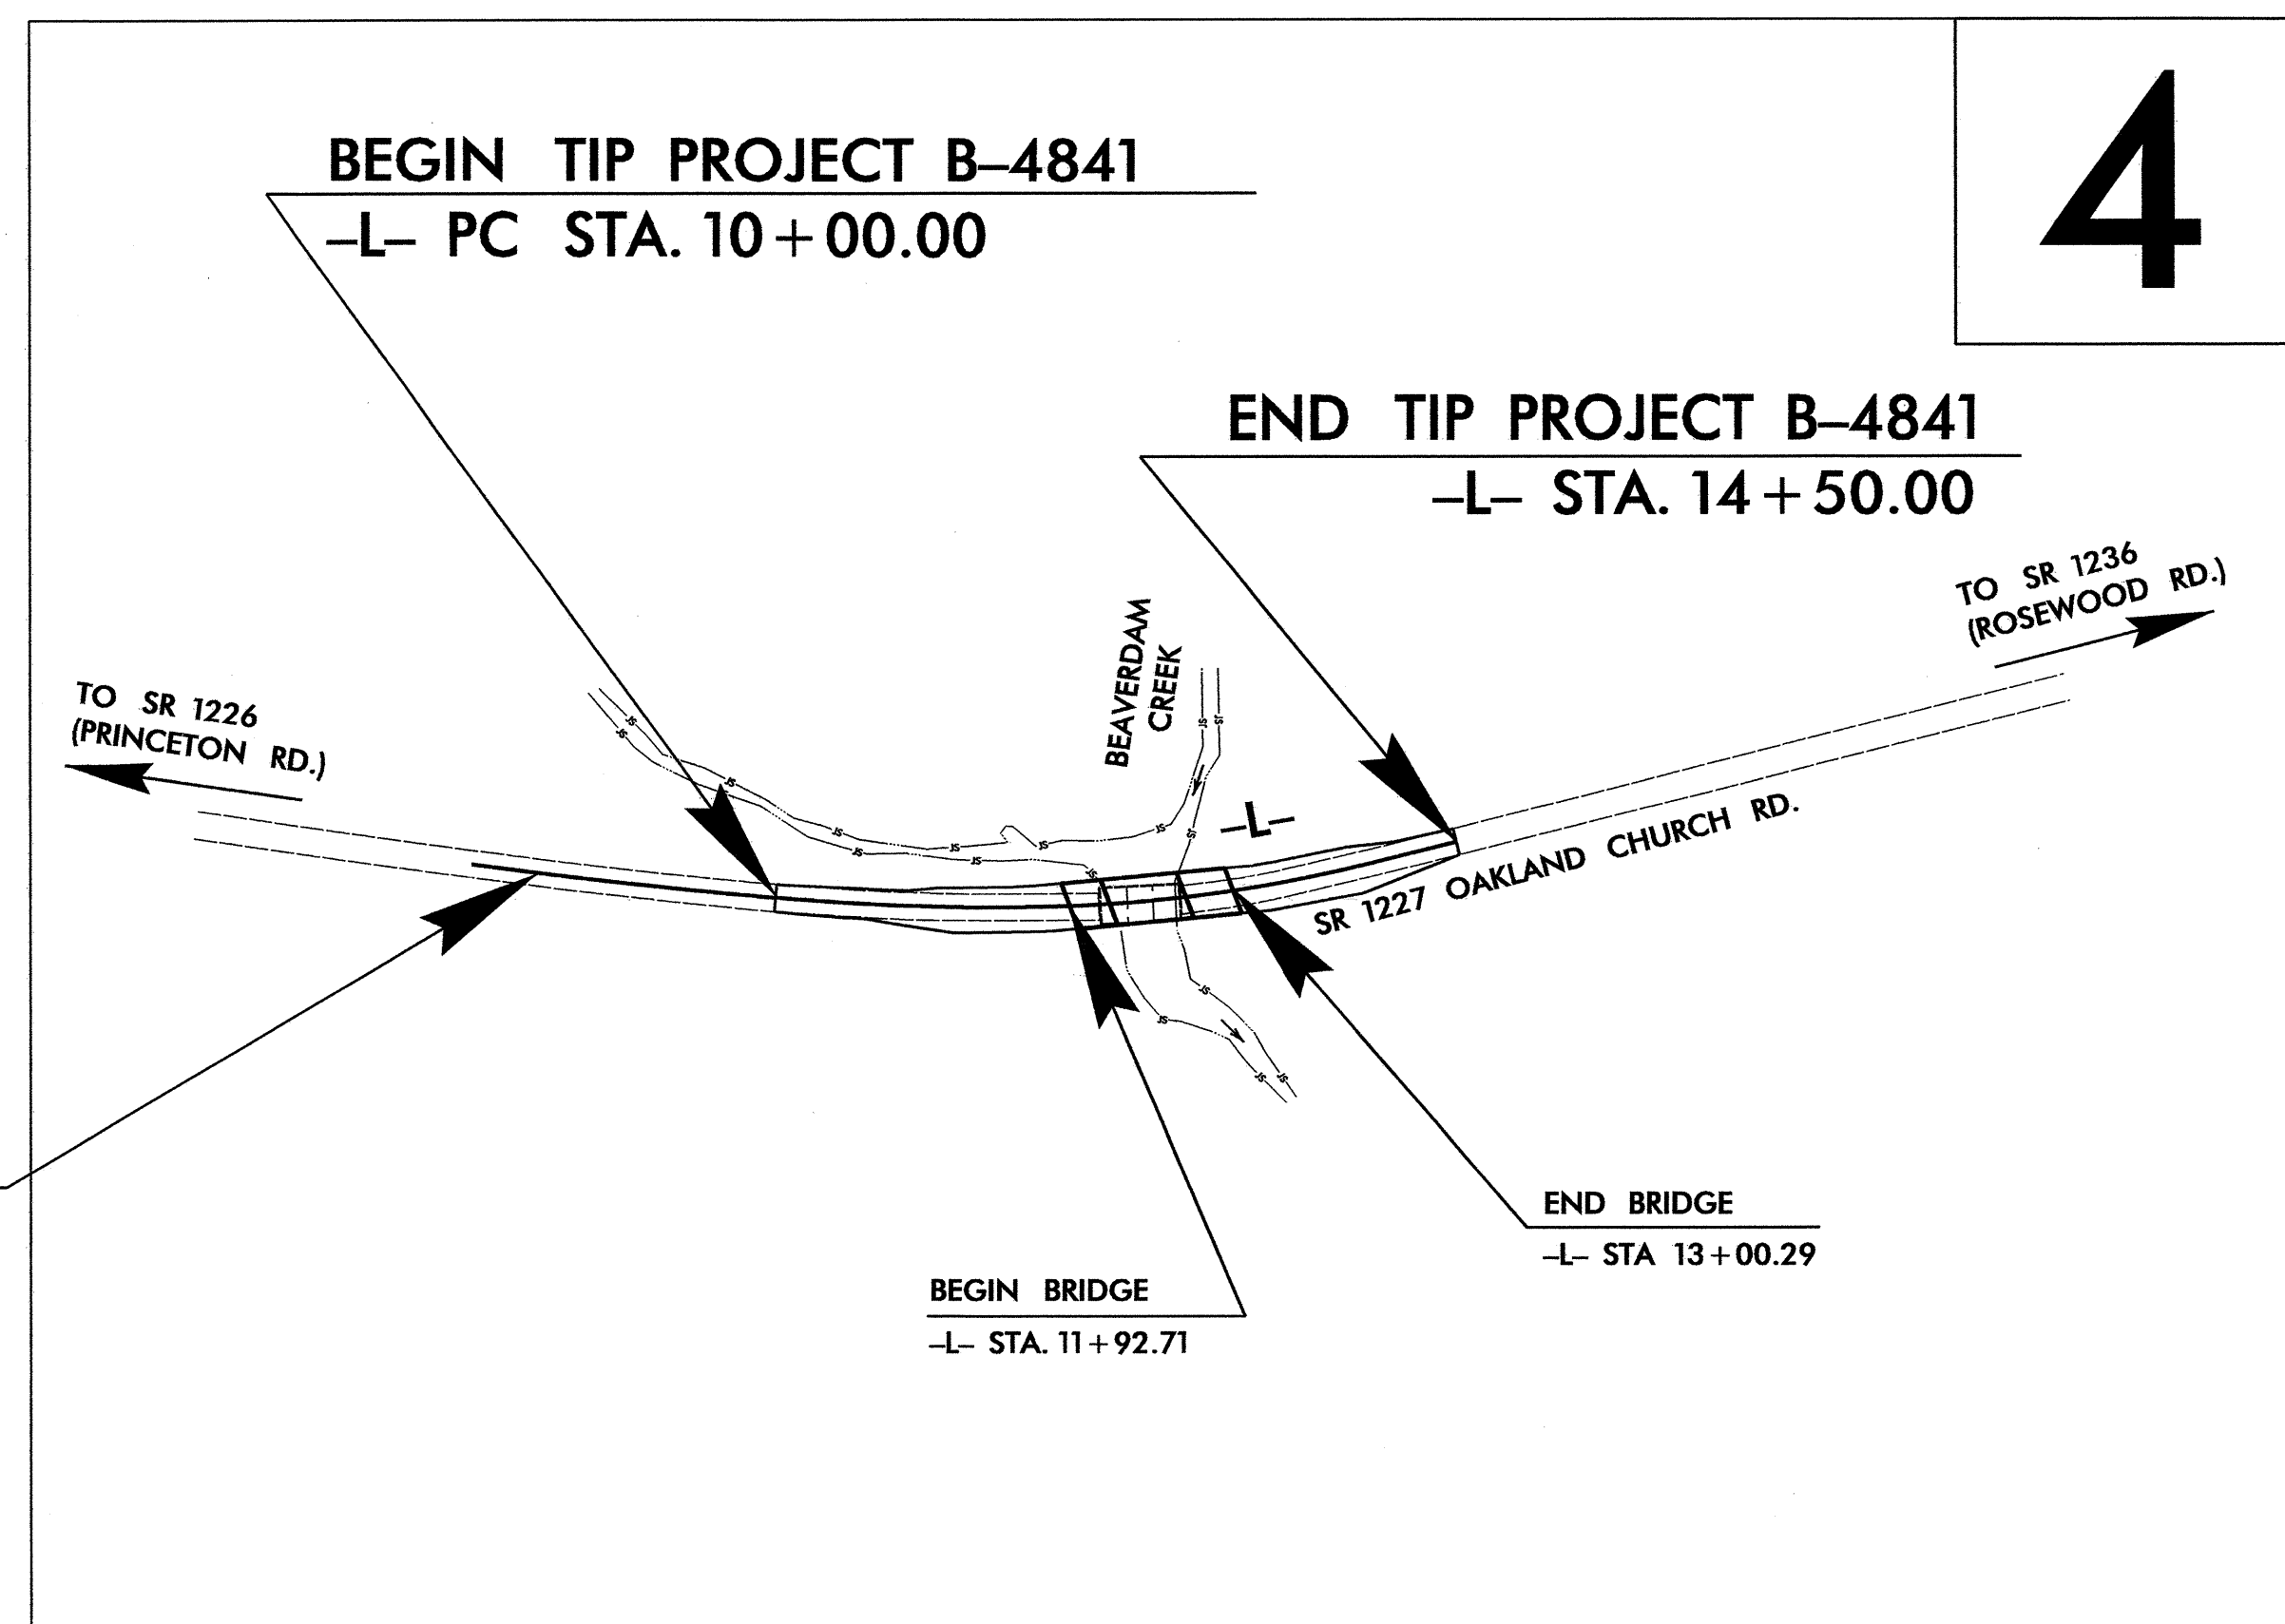 4
BEGIN TIP PROJECT B–4841
–L– PC STA. 10+00.00
END TIP PROJECT B–4841
–L– STA. 14+50.00
TO SR 1236
(ROSEWOOD RD.)
BEAVERDAM
CREEK
TO SR 1226
(PRINCETON RD.)
–L–
SR 1227 OAKLAND CHURCH RD.
END BRIDGE
–L– STA 13+00.29
BEGIN BRIDGE
–L– STA. 11+92.71